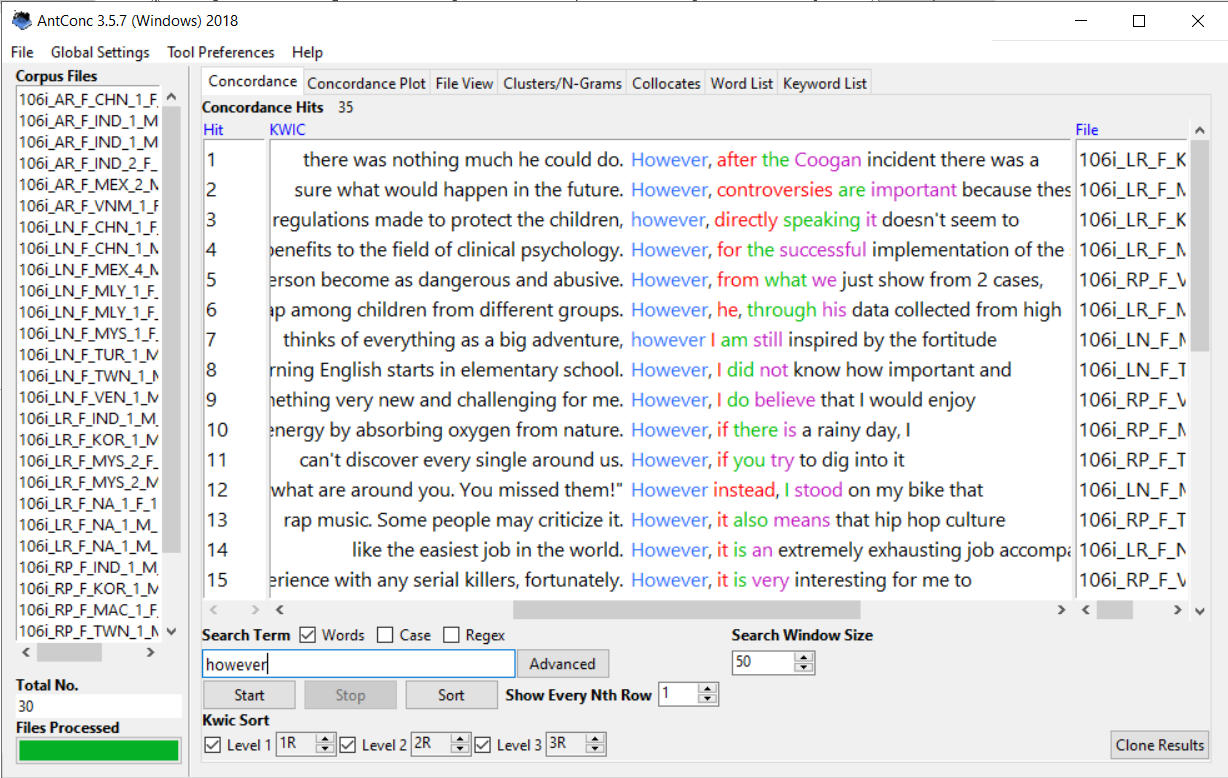 AntConc 3.5.7 (Windows) 2018
File Global Settings Tool Preferences Help
Corpus Files
106i_AR_F_CHN_1_F_
106i_AR_F_IND_1_M
106i_AR_F_IND_1_M
106i_AR_F_IND_2_F_
106i_AR_F_MEX_2_M
106i_AR_F_VNM_1_F
106i_LN_F_CHN_1_F_
106i_LN_F_CHN_1_M
106i_LN_F_MEX_4_M
106i_LN_F_MLY_1_F_
106i_LN_F_MLY_1_F_
106i_LN_F_MYS_1_F_
106i_LN_F_TUR_1_M
106i_LN_F_TWN_1_M
106i_LN_F_VEN_1_M
106i_LR_F_IND_1_M_
106i_LR_F_KOR_1_M
106i_LR_F_MYS_2_F_
106i_LR_F_MYS_2_M
106i_LR_F_NA_1_F_1
106i_LR_F_NA_1_M_
106i_LR_F_NA_1_M_
106i_RP_F_IND_1_M_
106i_RP_F_KOR_1_M
106i_RP_F_MAC_1_F_
106i_RP_F_TWN_1_M
Total No.
30
Files Processed
Concordance Concordance Plot File View Clusters/N-Grams Collocates Word List Keyword List
Concordance Hits 35
Hit KWIC File
1 there was nothing much he could do. However, after the Coogan incident there was a 106i_LR_F_K
2 sure what would happen in the future. However, controversies are important because thes 106i_LR_F_M
3 regulations made to protect the children, however, directly speaking it doesn't seem to 106i_LR_F_K
4 benefits to the field of clinical psychology. However, for the successful implementation of the 106i_LR_F_M
5 erson become as dangerous and abusive. However, from what we just show from 2 cases, 106i_RP_F_V
6 ap among children from different groups. However, he, through his data collected from high 106i_LR_F_M
7 thinks of everything as a big adventure, however I am still inspired by the fortitude 106i_LN_F_M
8 rning English starts in elementary school. However, I did not know how important and 106i_LN_F_T
9 nething very new and challenging for me. However, I do believe that I would enjoy 106i_RP_F_V
10 energy by absorbing oxygen from nature. However, if there is a rainy day, I 106i_RP_F_M
11 can't discover every single around us. However, if you try to dig into it 106i_RP_F_T
12 what are around you. You missed them!" However instead, I stood on my bike that 106i_LN_F_M
13 rap music. Some people may criticize it. However, it also means that hip hop culture 106i_RP_F_T
14 like the easiest job in the world. However, it is an extremely exhausting job accompa 106i_LR_F_N
15 erience with any serial killers, fortunately. However, it is very interesting for me to 106i_RP_F_V
Search Term Words Case Regex Search Window Size
however Advanced 50
Start Stop Sort Show Every Nth Row 1
Kwic Sort
Level 1 1R Level 2 2R Level 3 3R Clone Results